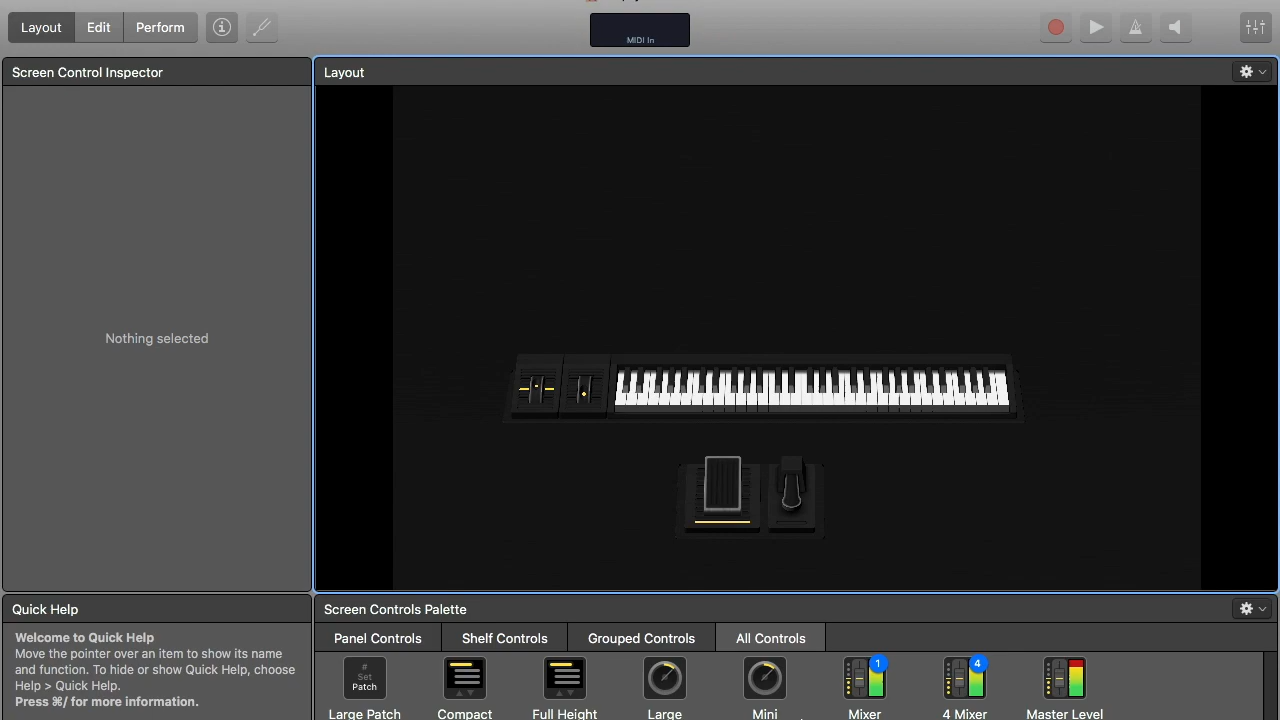 Layout
Edit
Perform
MIDI In
Screen Control Inspector
Layout
Nothing selected
Quick Help
Welcome to Quick Help
Move the pointer over an item to show its name
and function. To hide or show Quick Help, choose
Help > Quick Help.
Press ⌘/ for more information.
Screen Controls Palette
Panel Controls
Shelf Controls
Grouped Controls
All Controls
# 
Set
Patch
1
4
Large Patch
Compact
Full Height
Large
Mini
Mixer
4 Mixer
Master Level